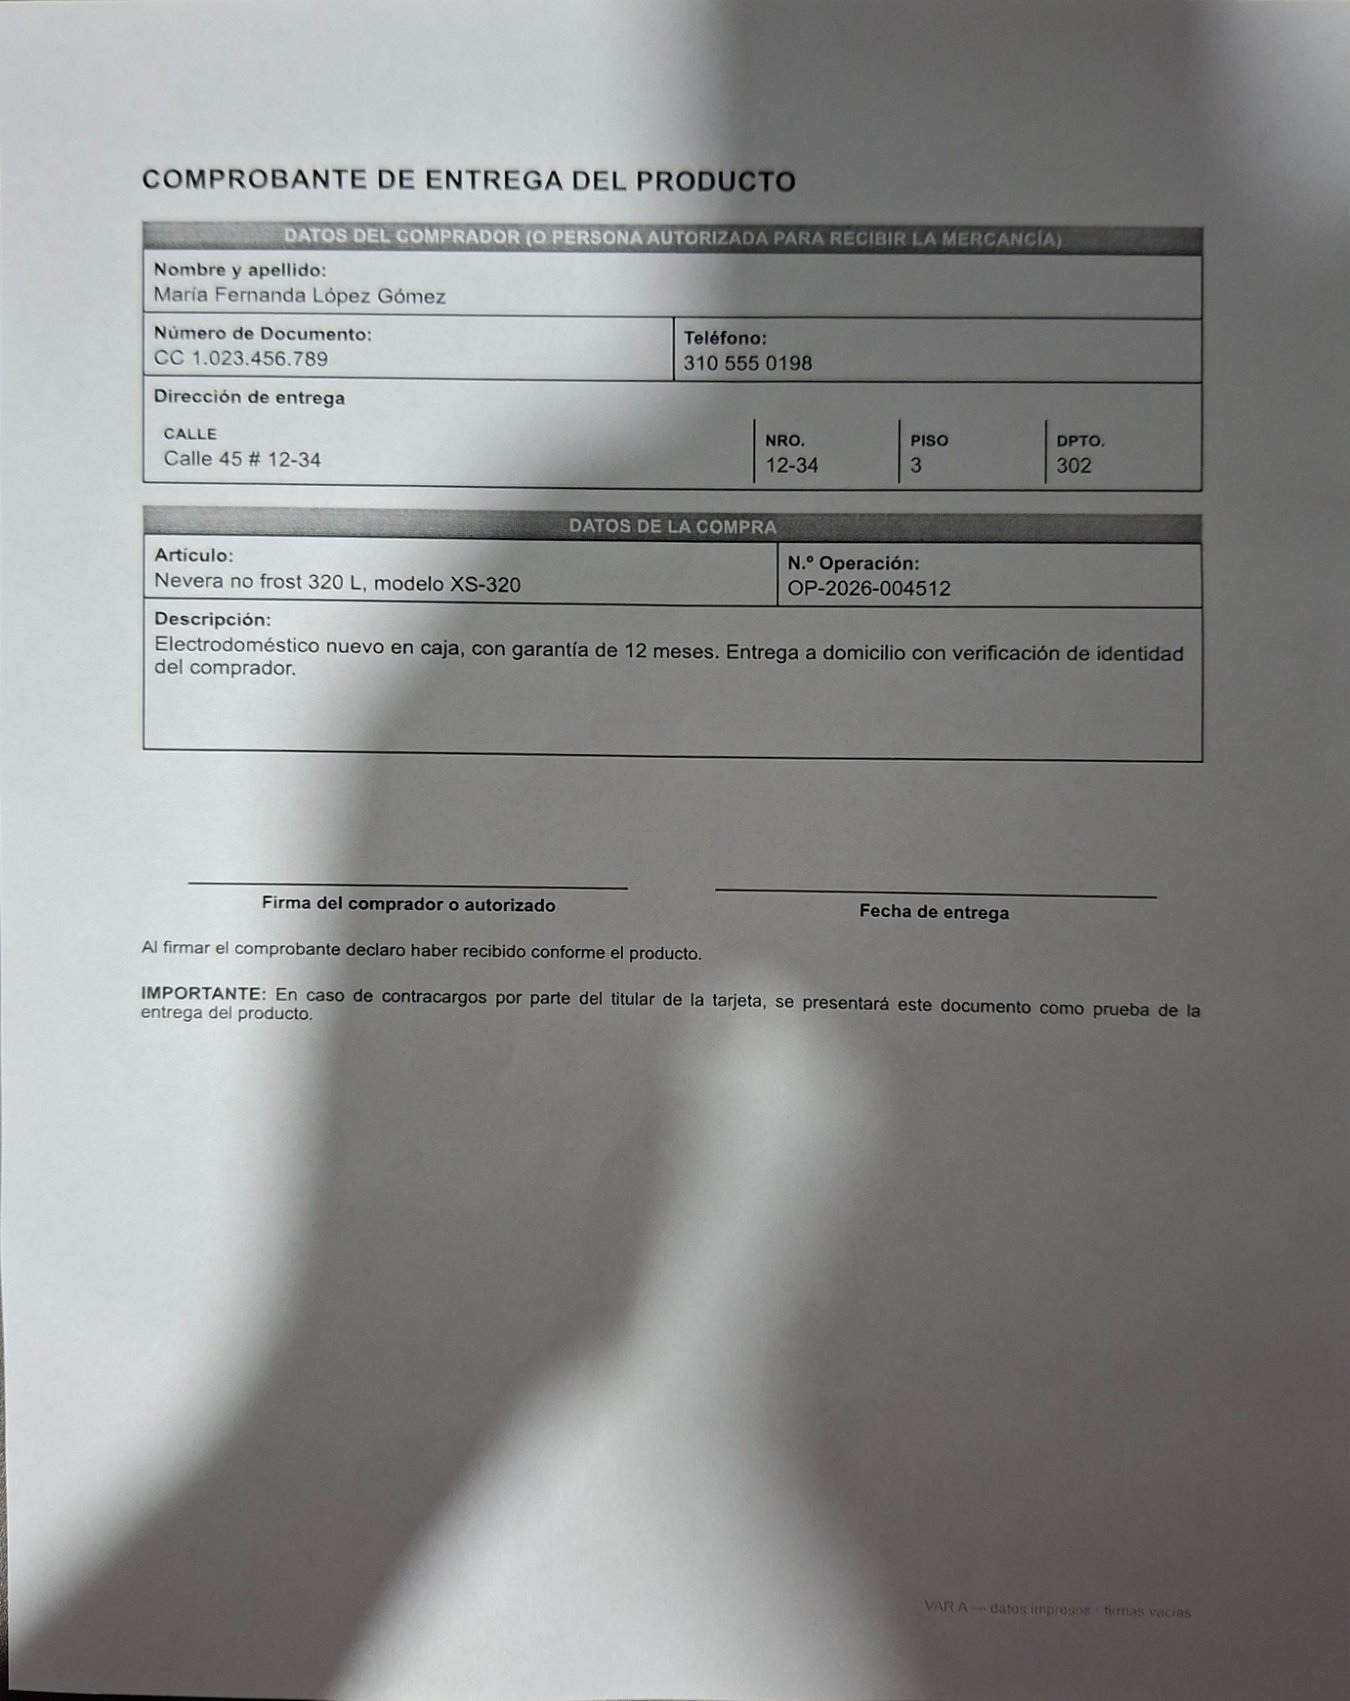 COMPROBANTE DE ENTREGA DEL PRODUCTO
DATOS DEL COMPRADOR (O PERSONA AUTORIZADA PARA RECIBIR LA MERCANCÍA)
Nombre y apellido:
María Fernanda López Gómez
Número de Documento:
CC 1.023.456.789
Teléfono:
310 555 0198
Dirección de entrega
CALLE
Calle 45 # 12-34
NRO.
12-34
PISO
3
DPTO.
302
DATOS DE LA COMPRA
Artículo:
Nevera no frost 320 L, modelo XS-320
N.º Operación:
OP-2026-004512
Descripción:
Electrodoméstico nuevo en caja, con garantía de 12 meses. Entrega a domicilio con verificación de identidad
del comprador.
Firma del comprador o autorizado
Fecha de entrega
Al firmar el comprobante declaro haber recibido conforme el producto.
IMPORTANTE: En caso de contracargos por parte del titular de la tarjeta, se presentará este documento como prueba de la
entrega del producto.
VAR A — datos impresos · firmas vacías